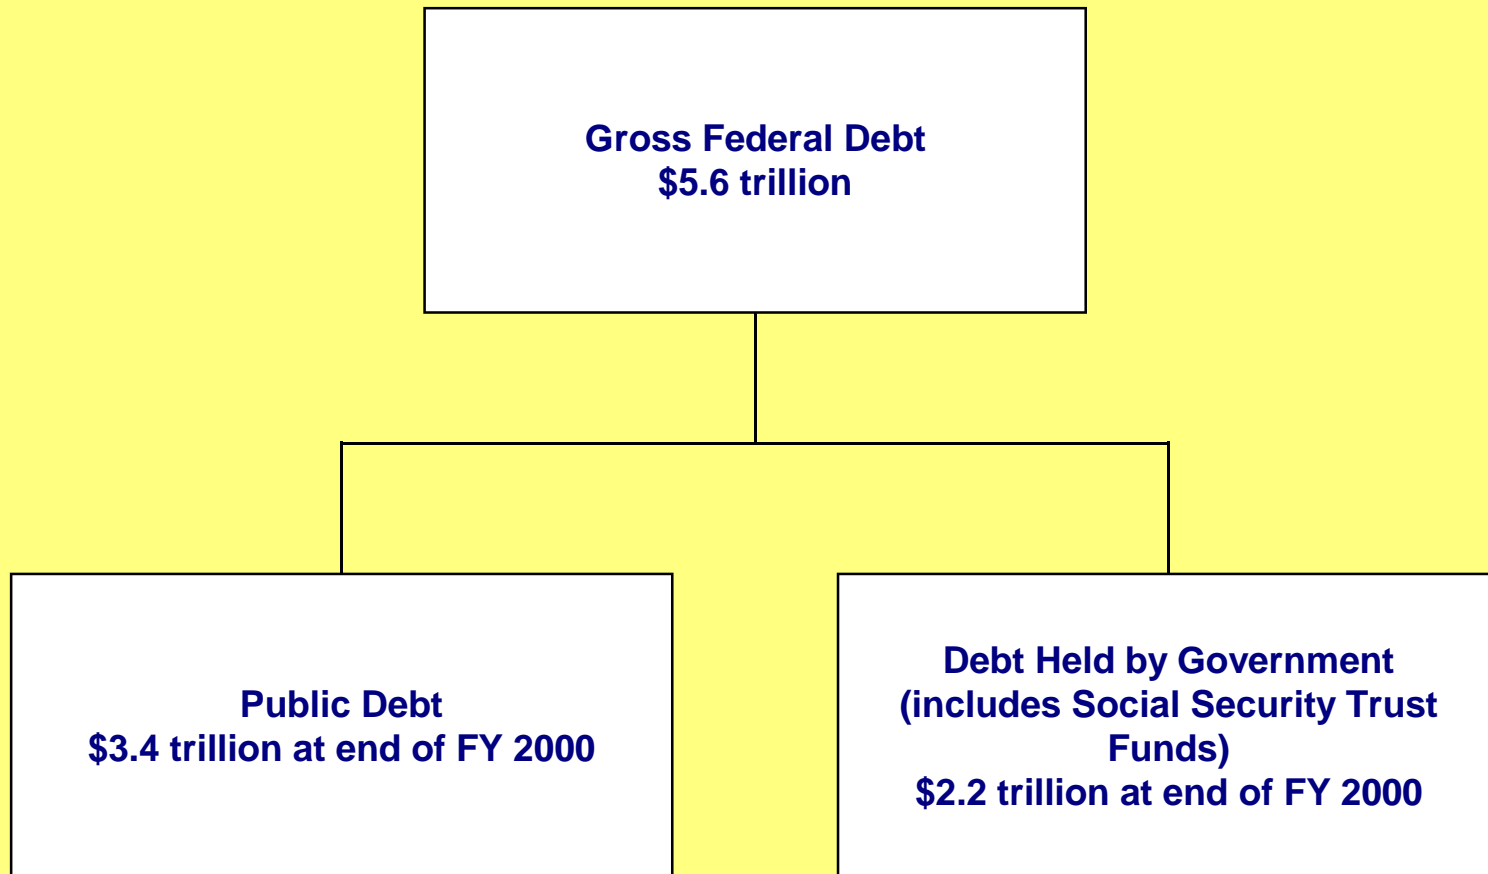 Gross Federal Debt
$5.6 trillion
Public Debt
$3.4 trillion at end of FY 2000
Debt Held by Government
(includes Social Security Trust
Funds)
$2.2 trillion at end of FY 2000